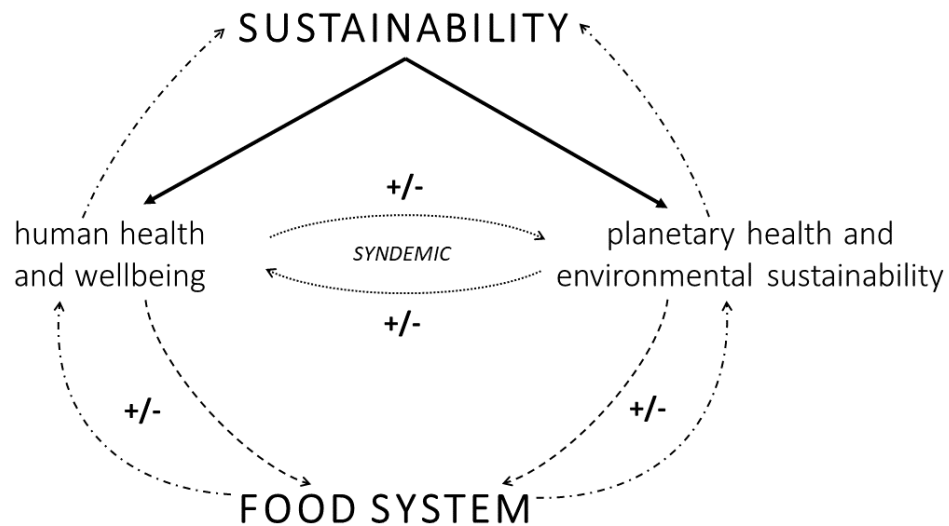 SUSTAINABILITY
+/-
human health
and wellbeing
SYNDEMIC
planetary health and
environmental sustainability
+/-
+/-
+/-
FOOD SYSTEM